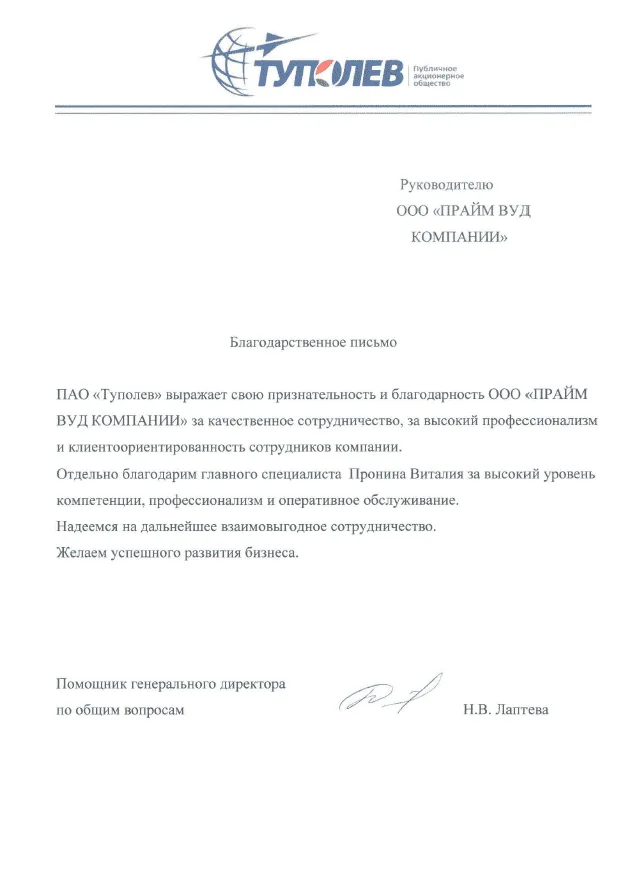 ТУПОЛЕВ
Публичное
акционерное
общество
Руководителю
ООО «ПРАЙМ ВУД
КОМПАНИИ»
Благодарственное письмо
ПАО «Туполев» выражает свою признательность и благодарность ООО «ПРАЙМ
ВУД КОМПАНИИ» за качественное сотрудничество, за высокий профессионализм
и клиентоориентированность сотрудников компании.
Отдельно благодарим главного специалиста Пронина Виталия за высокий уровень
компетенции, профессионализм и оперативное обслуживание.
Надеемся на дальнейшее взаимовыгодное сотрудничество.
Желаем успешного развития бизнеса.
Помощник генерального директора
по общим вопросам
Н.В. Лаптева